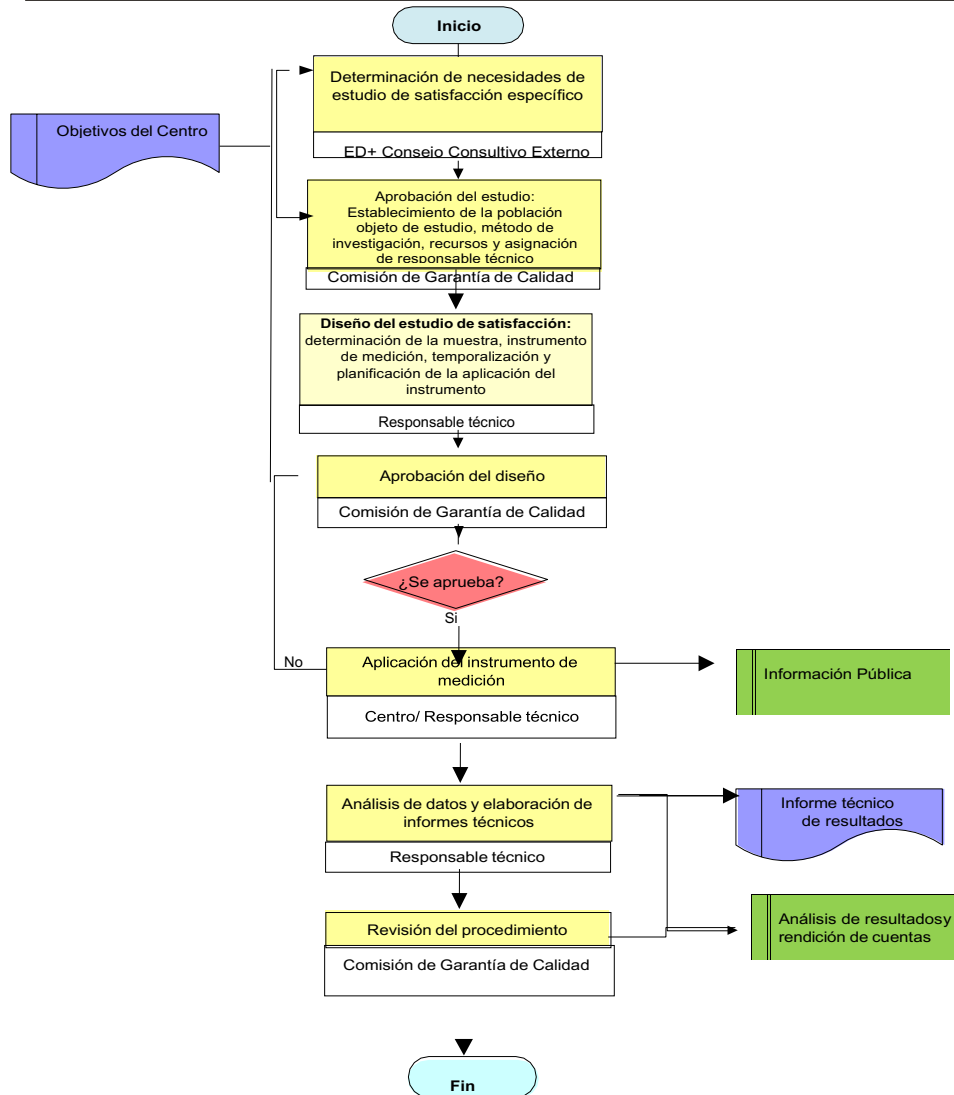 Inicio
Determinación de necesidades de
estudio de satisfacción específico
ED+ Consejo Consultivo Externo
Objetivos del Centro
Aprobación del estudio:
Establecimiento de la población
objeto de estudio, método de
investigación, recursos y asignación
de responsable técnico
Comisión de Garantía de Calidad
Diseño del estudio de satisfacción:
determinación de la muestra, instrumento
de medición, temporalización y
planificación de la aplicación del
instrumento
Responsable técnico
Aprobación del diseño
Comisión de Garantía de Calidad
¿Se aprueba?
Si
No
Aplicación del instrumento de
medición
Centro/ Responsable técnico
Información Pública
Análisis de datos y elaboración de
informes técnicos
Responsable técnico
Informe técnico
de resultados
Revisión del procedimiento
Comisión de Garantía de Calidad
Análisis de resultadosy
rendición de cuentas
Fin